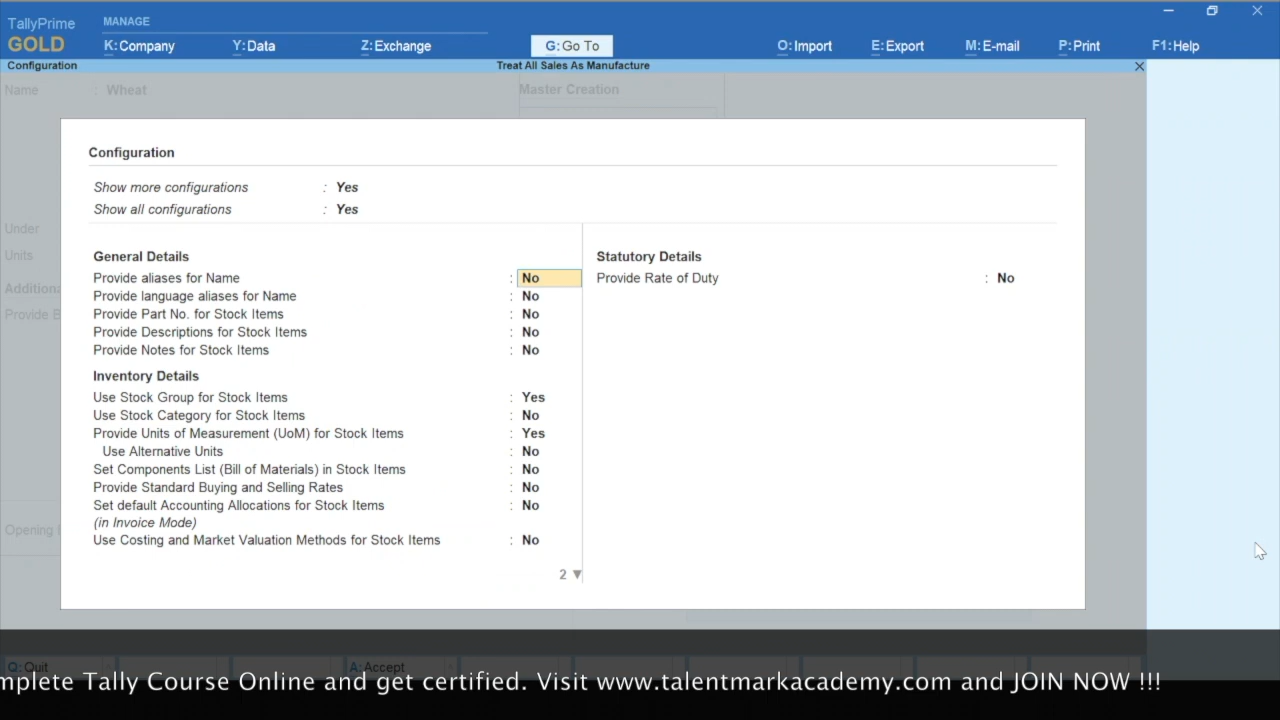 TallyPrime
GOLD
MANAGE
K:Company
Y:Data
Z:Exchange
G:Go To
O:Import
E:Export
M:E-mail
P:Print
F1:Help
Configuration
Treat All Sales As Manufacture
Name : Wheat
Master Creation
Configuration
Show more configurations : Yes
Show all configurations : Yes
General Details
Provide aliases for Name : No
Provide language aliases for Name : No
Provide Part No. for Stock Items : No
Provide Descriptions for Stock Items : No
Provide Notes for Stock Items : No
Inventory Details
Use Stock Group for Stock Items : Yes
Use Stock Category for Stock Items : No
Provide Units of Measurement (UoM) for Stock Items : Yes
Use Alternative Units : No
Set Components List (Bill of Materials) in Stock Items : No
Provide Standard Buying and Selling Rates : No
Set default Accounting Allocations for Stock Items : No
(in Invoice Mode)
Use Costing and Market Valuation Methods for Stock Items : No
2 ▼
Statutory Details
Provide Rate of Duty : No
Under
Units
Additiona
Provide B
Opening
Q:Quit
A:Accept
mplete Tally Course Online and get certified. Visit www.talentmarkacademy.com and JOIN NOW !!!